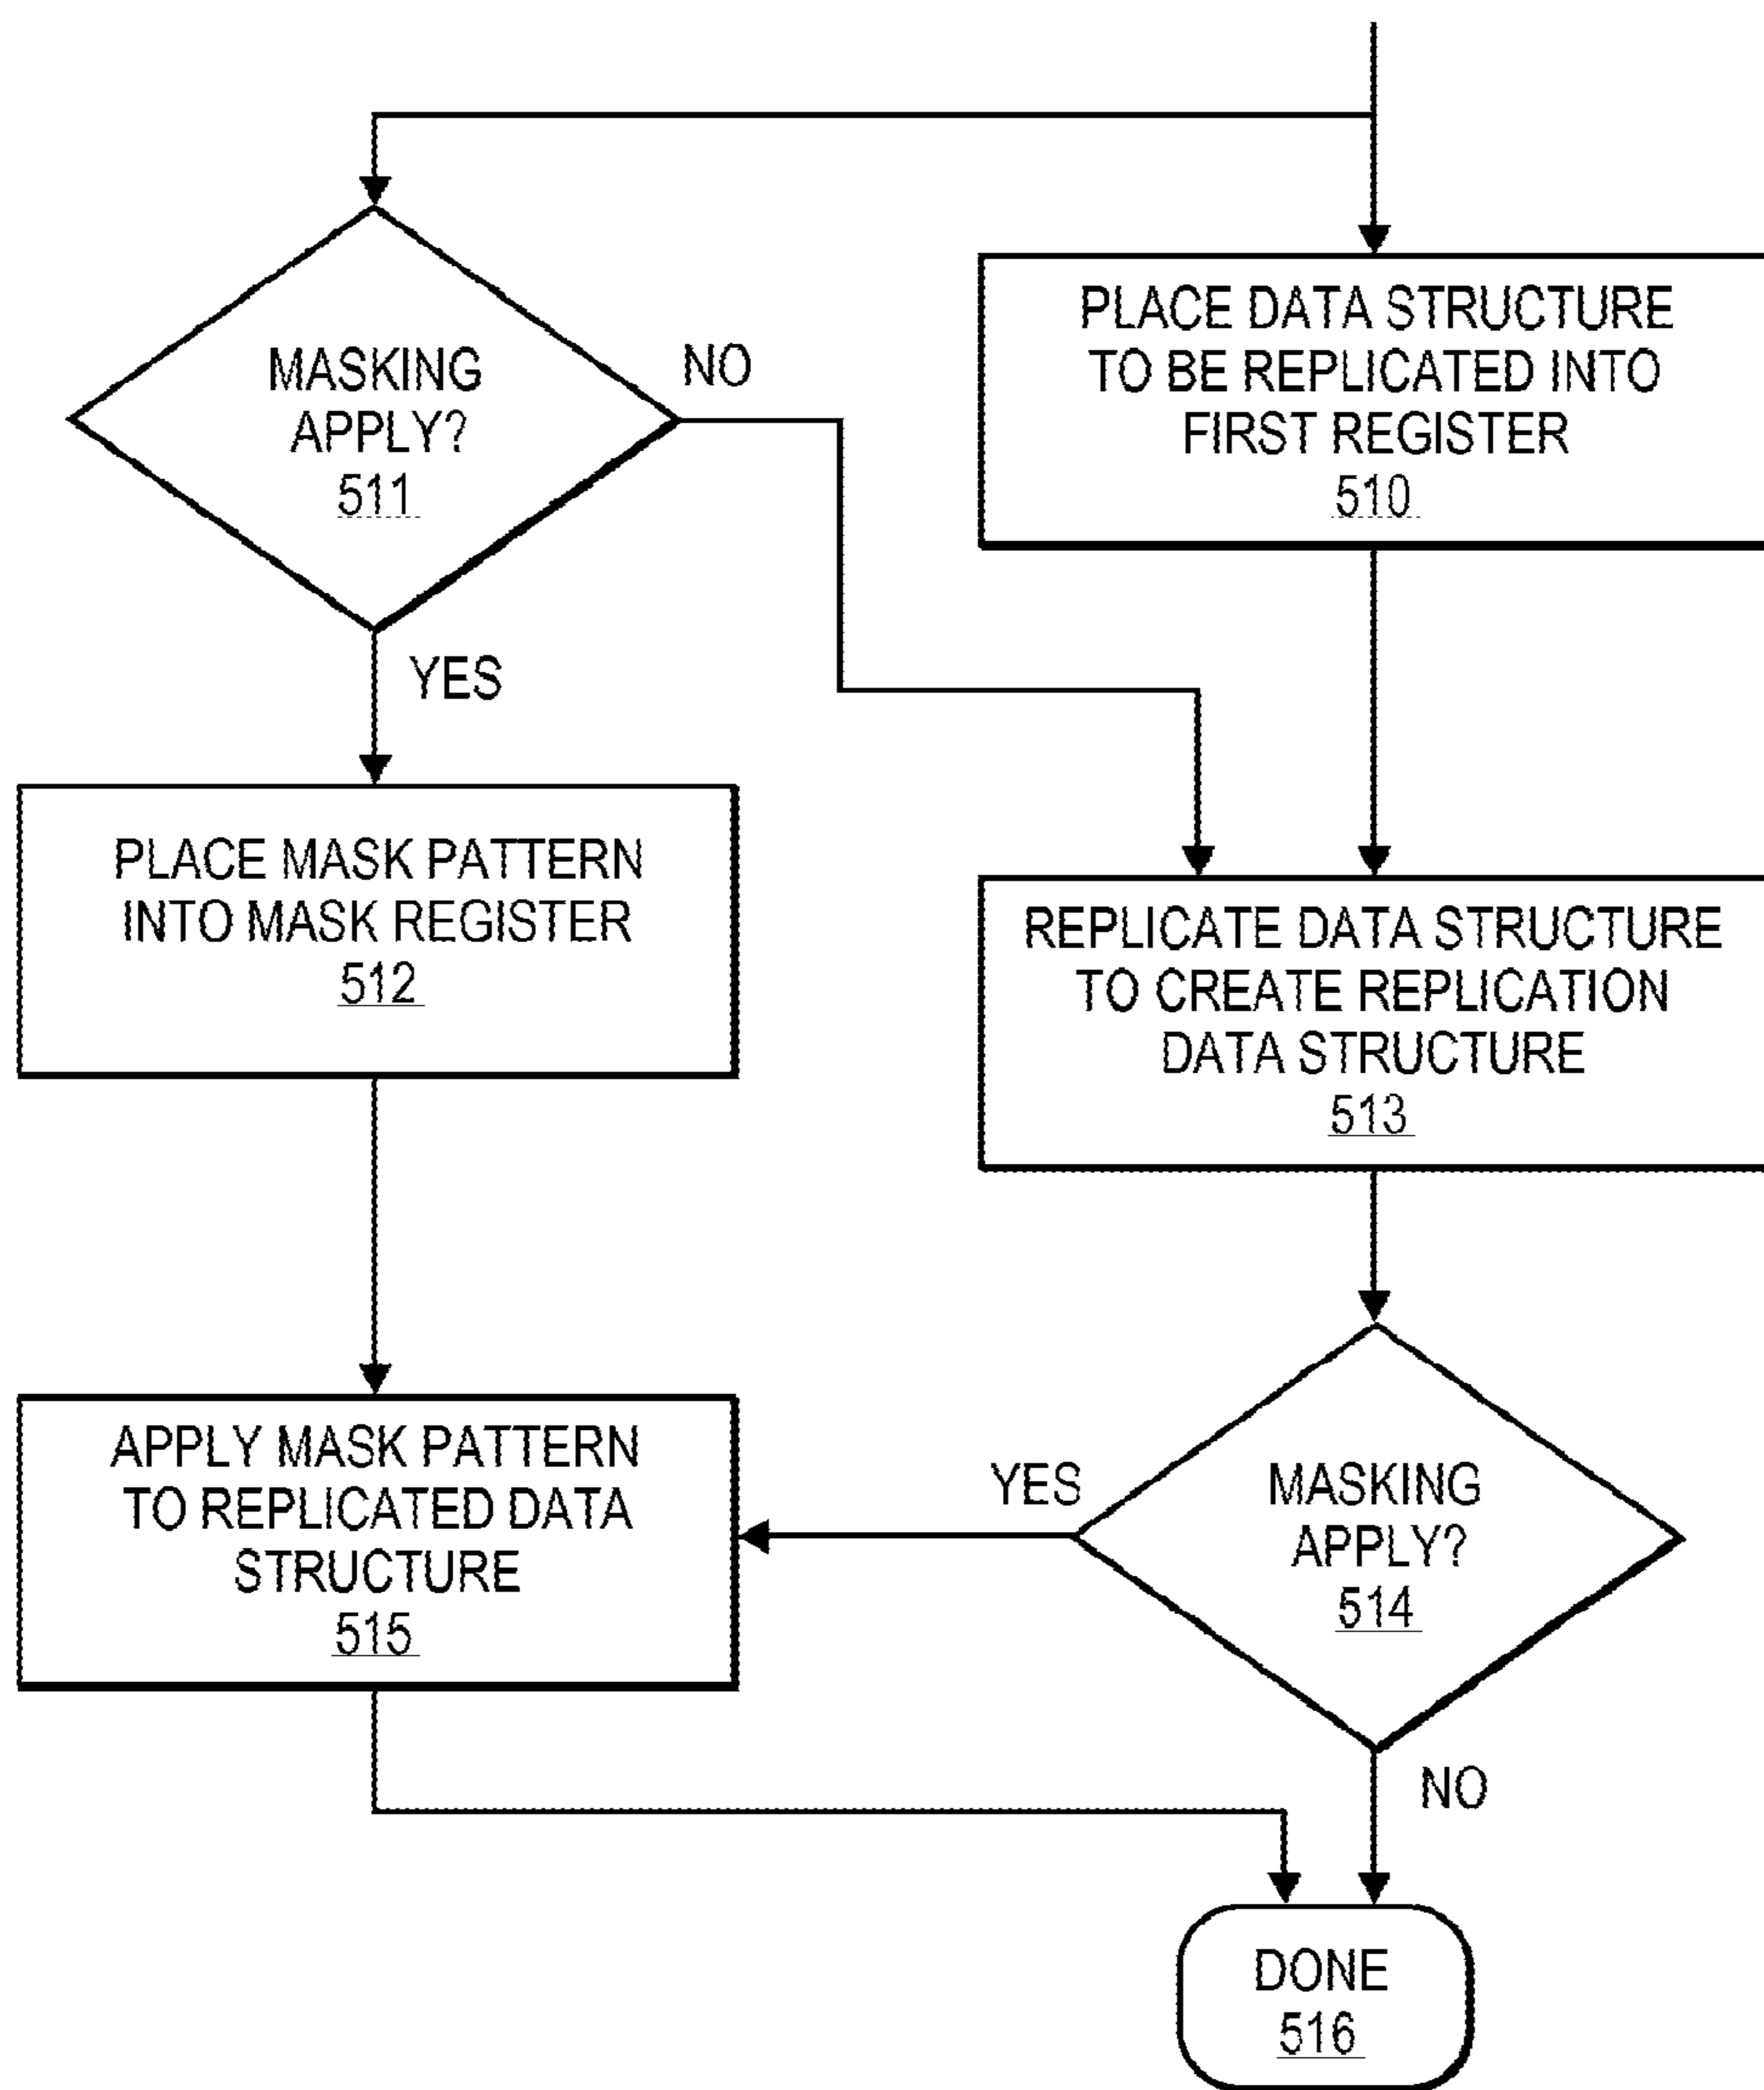 MASKING
APPLY?
511
NO
YES
PLACE DATA STRUCTURE
TO BE REPLICATED INTO
FIRST REGISTER
510
PLACE MASK PATTERN
INTO MASK REGISTER
512
REPLICATE DATA STRUCTURE
TO CREATE REPLICATION
DATA STRUCTURE
513
APPLY MASK PATTERN
TO REPLICATED DATA
STRUCTURE
515
YES
MASKING
APPLY?
514
NO
DONE
516